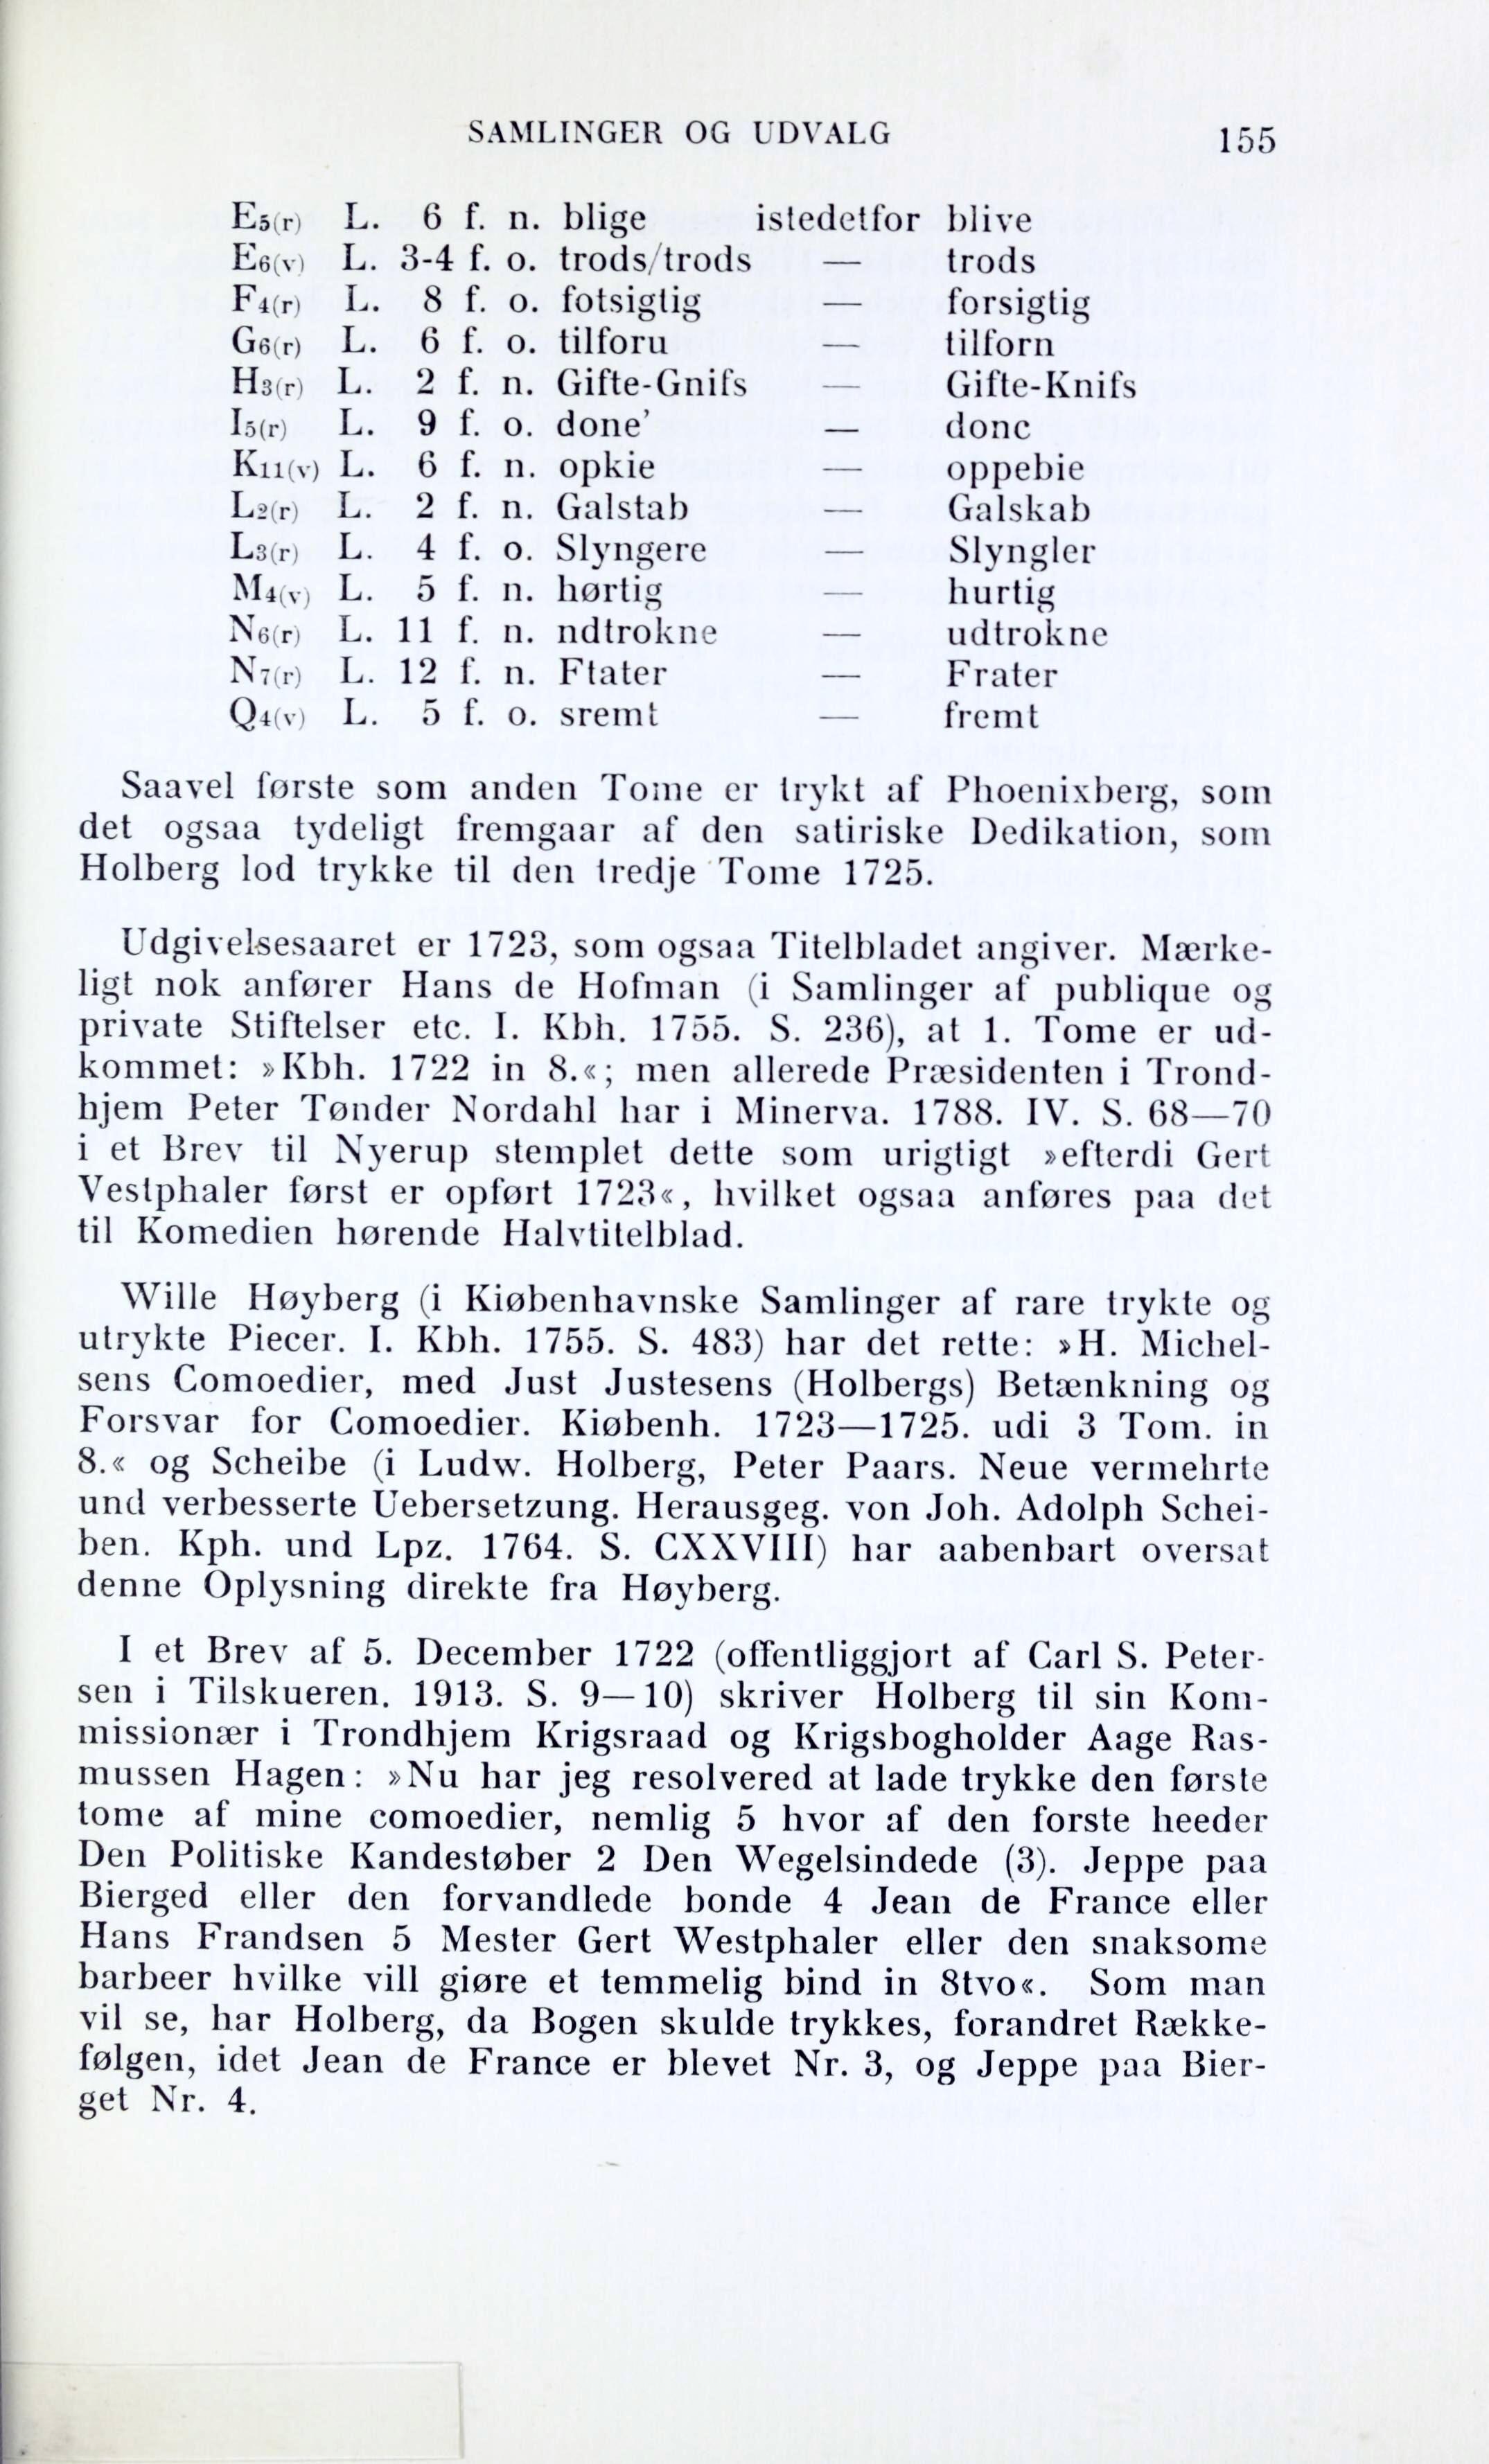 SAMLINGER OG UDVALG 155
E5(r) L. 6 f. n. blige istedetfor blive
E6(v) L. 3-4 f. o. trods/trods — trods
F4(r) L. 8 f. o. fotsigtig — forsigtig
G6(r) L. 6 f. o. tilforu — tilforn
H3(r) L. 2 f. n. Gifte-Gnifs — Gifte-Knifs
I5(r) L. 9 f. o. done' — donc
K11(v) L. 6 f. n. opkie — oppebie
L2(r) L. 2 f. n. Galstab — Galskab
L3(r) L. 4 f. o. Slyngere — Slyngler
M4(v) L. 5 f. n. hørtig — hurtig
N6(r) L. 11 f. n. ndtrokne — udtrokne
N7(r) L. 12 f. n. Ftater — Frater
Q4(v) L. 5 f. o. sremt — fremt
Saavel første som anden Tome er trykt af Phoenixberg, som
det ogsaa tydeligt fremgaar af den satiriske Dedikation, som
Holberg lod trykke til den tredje Tome 1725.
Udgivelsesaaret er 1723, som ogsaa Titelbladet angiver. Mærke-
ligt nok anfører Hans de Hofman (i Samlinger af publique og
private Stiftelser etc. I. Kbh. 1755. S. 236), at 1. Tome er ud-
kommet: »Kbh. 1722 in 8.«; men allerede Præsidenten i Trond-
hjem Peter Tønder Nordahl har i Minerva. 1788. IV. S. 68—70
i et Brev til Nyerup stemplet dette som urigtigt »efterdi Gert
Vestphaler først er opført 1723«, hvilket ogsaa anføres paa det
til Komedien hørende Halvtitelblad.
Wille Høyberg (i Kiøbenhavnske Samlinger af rare trykte og
utrykte Piecer. I. Kbh. 1755. S. 483) har det rette: »H. Michel-
sens Comoedier, med Just Justesens (Holbergs) Betænkning og
Forsvar for Comoedier. Kiøbenh. 1723—1725. udi 3 Tom. in
8.« og Scheibe (i Ludw. Holberg, Peter Paars. Neue vermehrte
und verbesserte Uebersetzung. Herausgeg. von Joh. Adolph Schei-
ben. Kph. und Lpz. 1764. S. CXXVIII) har aabenbart oversat
denne Oplysning direkte fra Høyberg.
I et Brev af 5. December 1722 (offentliggjort af Carl S. Peter-
sen i Tilskueren. 1913. S. 9—10) skriver Holberg til sin Kom-
missionær i Trondhjem Krigsraad og Krigsbogholder Aage Ras-
mussen Hagen: »Nu har jeg resolvered at lade trykke den første
tome af mine comoedier, nemlig 5 hvor af den forste heeder
Den Politiske Kandestøber 2 Den Wegelsindede (3). Jeppe paa
Bierged eller den forvandlede bonde 4 Jean de France eller
Hans Frandsen 5 Mester Gert Westphaler eller den snaksome
barbeer hvilke vill giøre et temmelig bind in 8tvo«. Som man
vil se, har Holberg, da Bogen skulde trykkes, forandret Række-
følgen, idet Jean de France er blevet Nr. 3, og Jeppe paa Bier-
get Nr. 4.